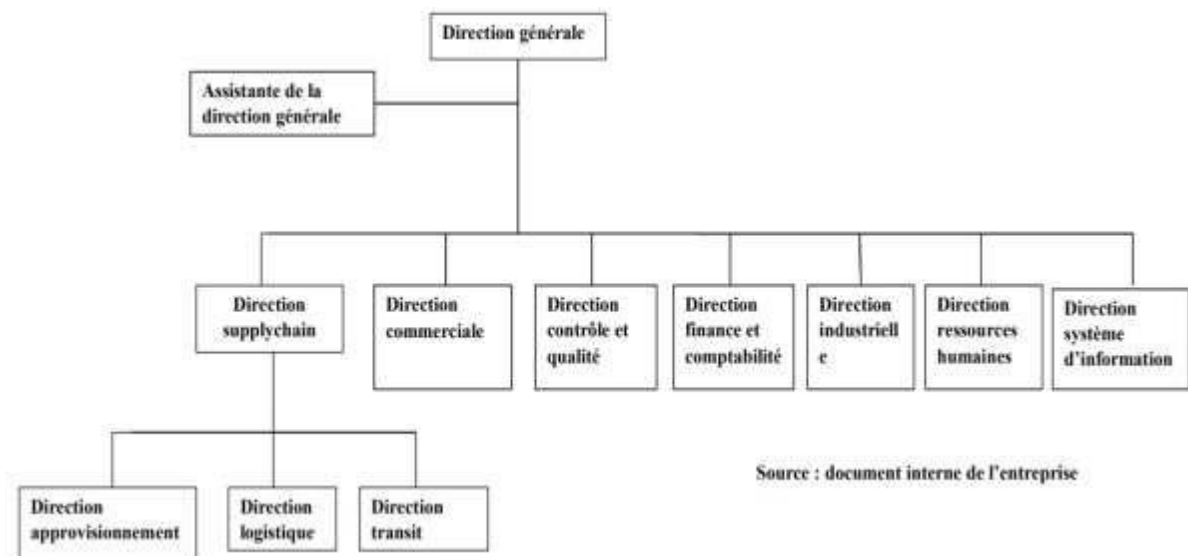 Direction générale
Assistante de la
direction générale
Direction
supplychain
Direction
commerciale
Direction
contrôle et
qualité
Direction
finance et
comptabilité
Direction
industriell
e
Direction
ressources
humaines
Direction
système
d'information
Source : document interne de l'entreprise
Direction
approvisionnement
Direction
logistique
Direction
transit